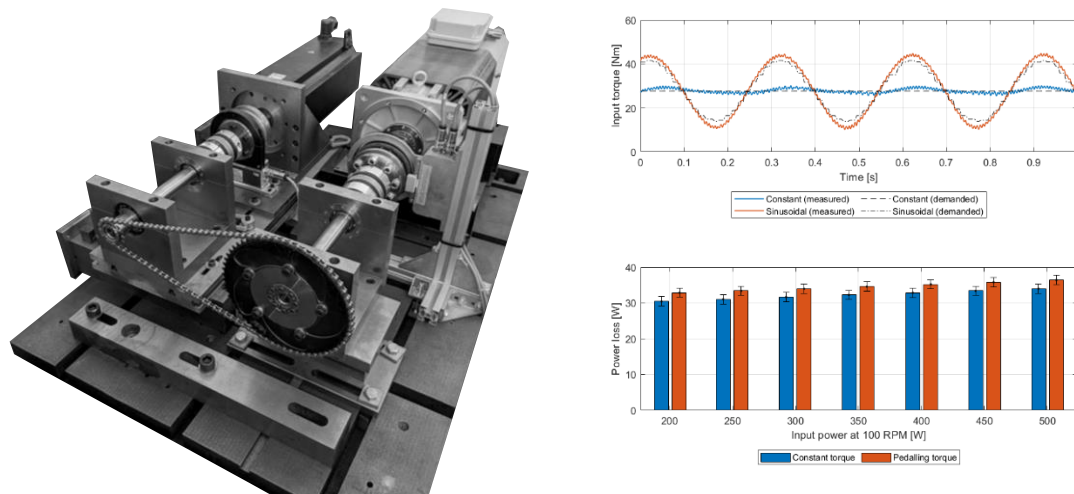 60
40
20
0
Input torque [Nm]
0 0.1 0.2 0.3 0.4 0.5 0.6 0.7 0.8 0.9
Time [s]
Constant (measured) Constant (demanded)
Sinusoidal (measured) Sinusoidal (demanded)
40
30
20
10
0
Power loss [W]
200 250 300 350 400 450 500
Input power at 100 RPM [W]
Constant torque Pedalling torque